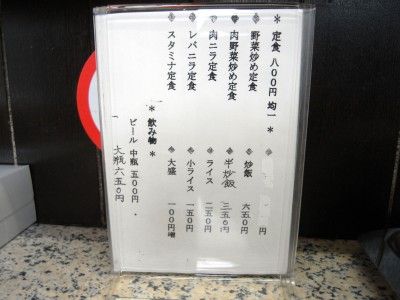 ＊ 定食 八〇〇円 均一 ＊
◈ 野菜炒め定食
◈ 肉野菜炒め定食
◈ 肉ニラ定食
◈ レバニラ定食
◈ スタミナ定食
円
◈ 炒飯 六五〇円
◈ 半炒飯 三五〇円
◈ ライス 二五〇円
◈ 小ライス 一五〇円
◈ 大盛 一〇〇円増
＊ 飲み物 ＊
ビール 中瓶 五〇〇円
大瓶 六五〇円